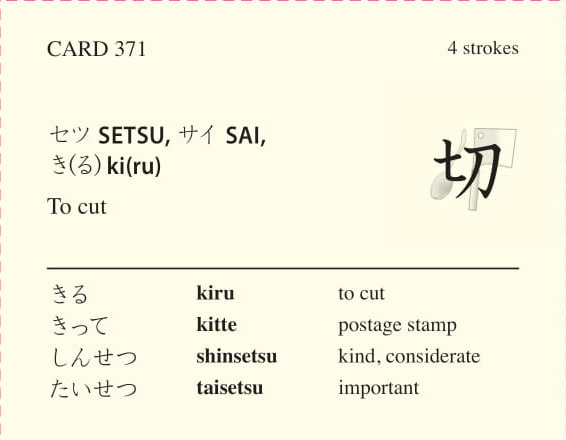 CARD 371 4 strokes
セツ SETSU, サイ SAI,
き(る) ki(ru)
To cut
切
きる kiru to cut
きって kitte postage stamp
しんせつ shinsetsu kind, considerate
たいせつ taisetsu important